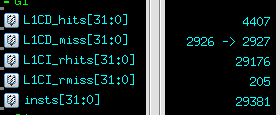 G1
L1CD_hits[31:0] 4407
L1CD_miss[31:0] 2926 -> 2927
L1CI_rhits[31:0] 29176
L1CI_rmiss[31:0] 205
insts[31:0] 29381